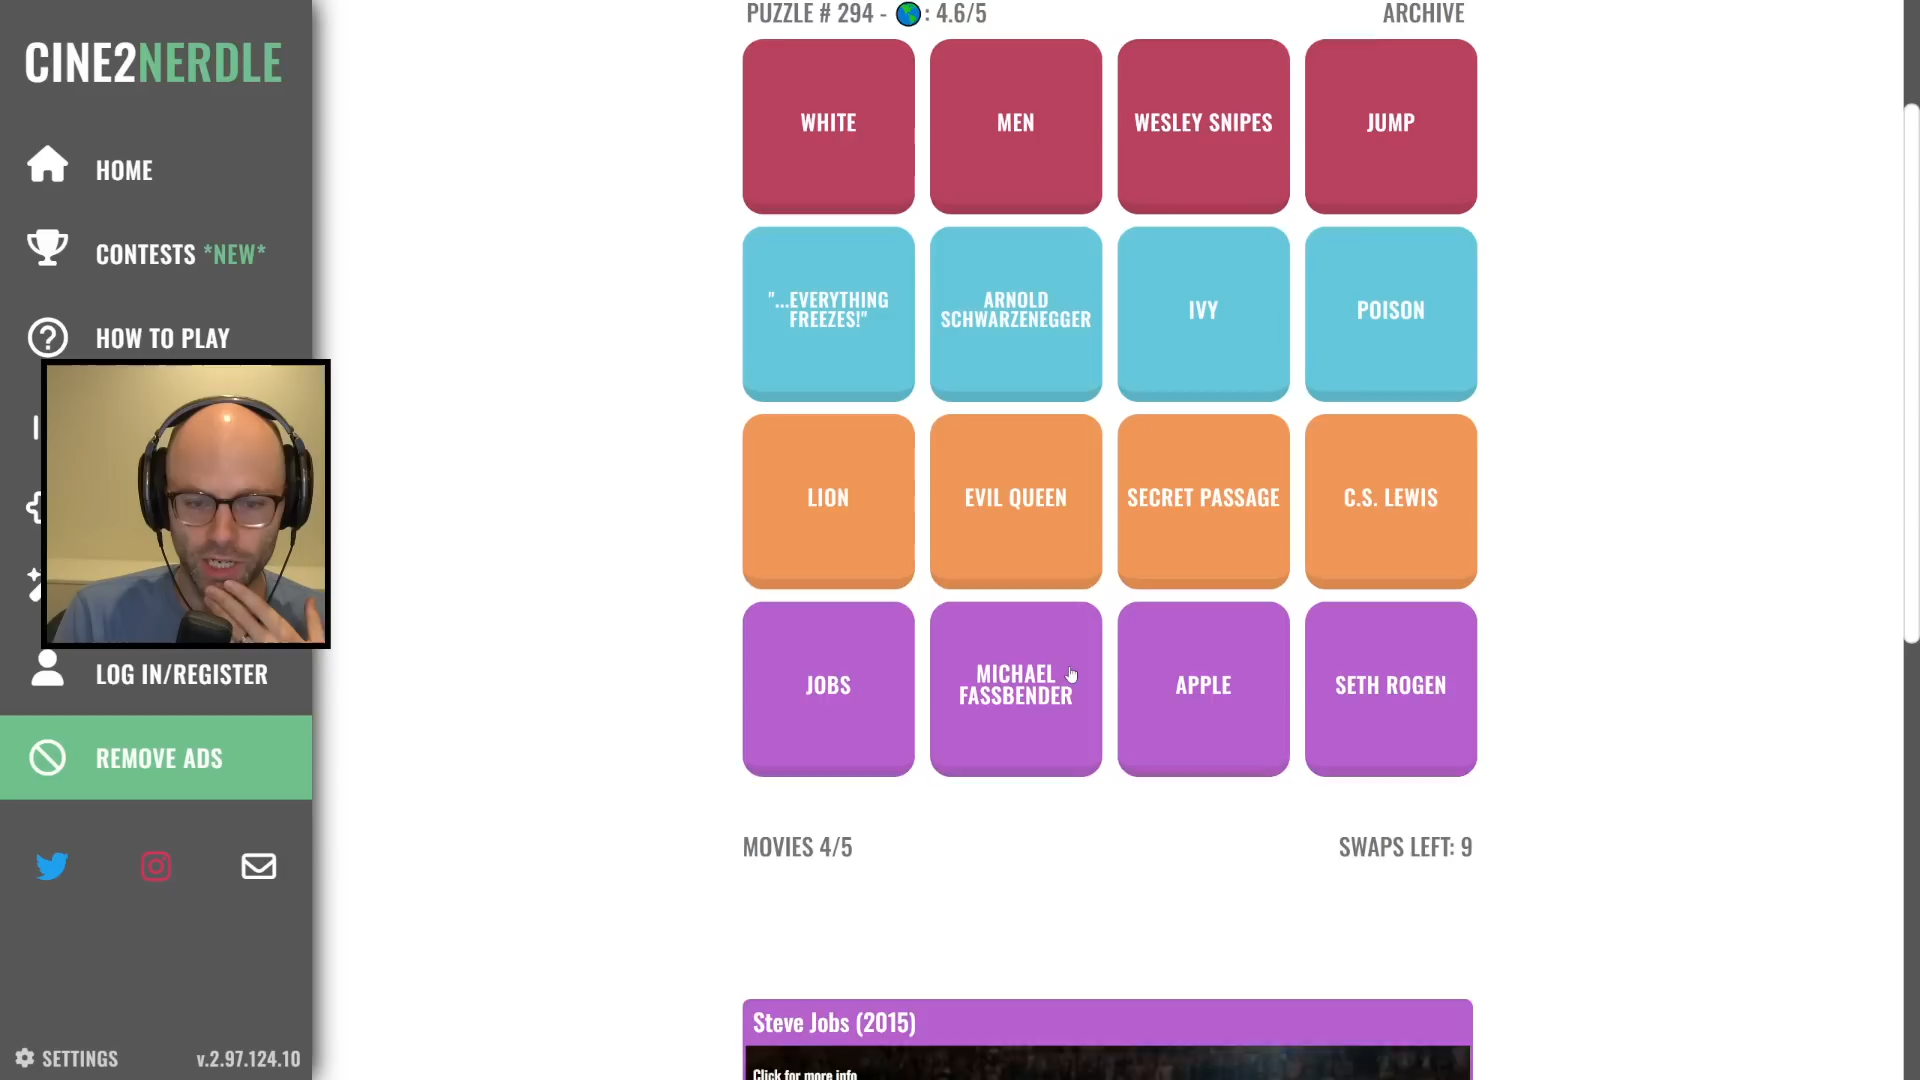 PUZZLE # 294 - : 4.6/5
ARCHIVE
CINE2NERDLE
HOME
CONTESTS *NEW*
HOW TO PLAY
LOG IN/REGISTER
REMOVE ADS
SETTINGS
v.2.97.124.10
WHITE
MEN
WESLEY SNIPES
JUMP
"...EVERYTHING
FREEZES!"
ARNOLD
SCHWARZENEGGER
IVY
POISON
LION
EVIL QUEEN
SECRET PASSAGE
C.S. LEWIS
JOBS
MICHAEL
FASSBENDER
APPLE
SETH ROGEN
MOVIES 4/5
SWAPS LEFT: 9
Steve Jobs (2015)
Click for more info